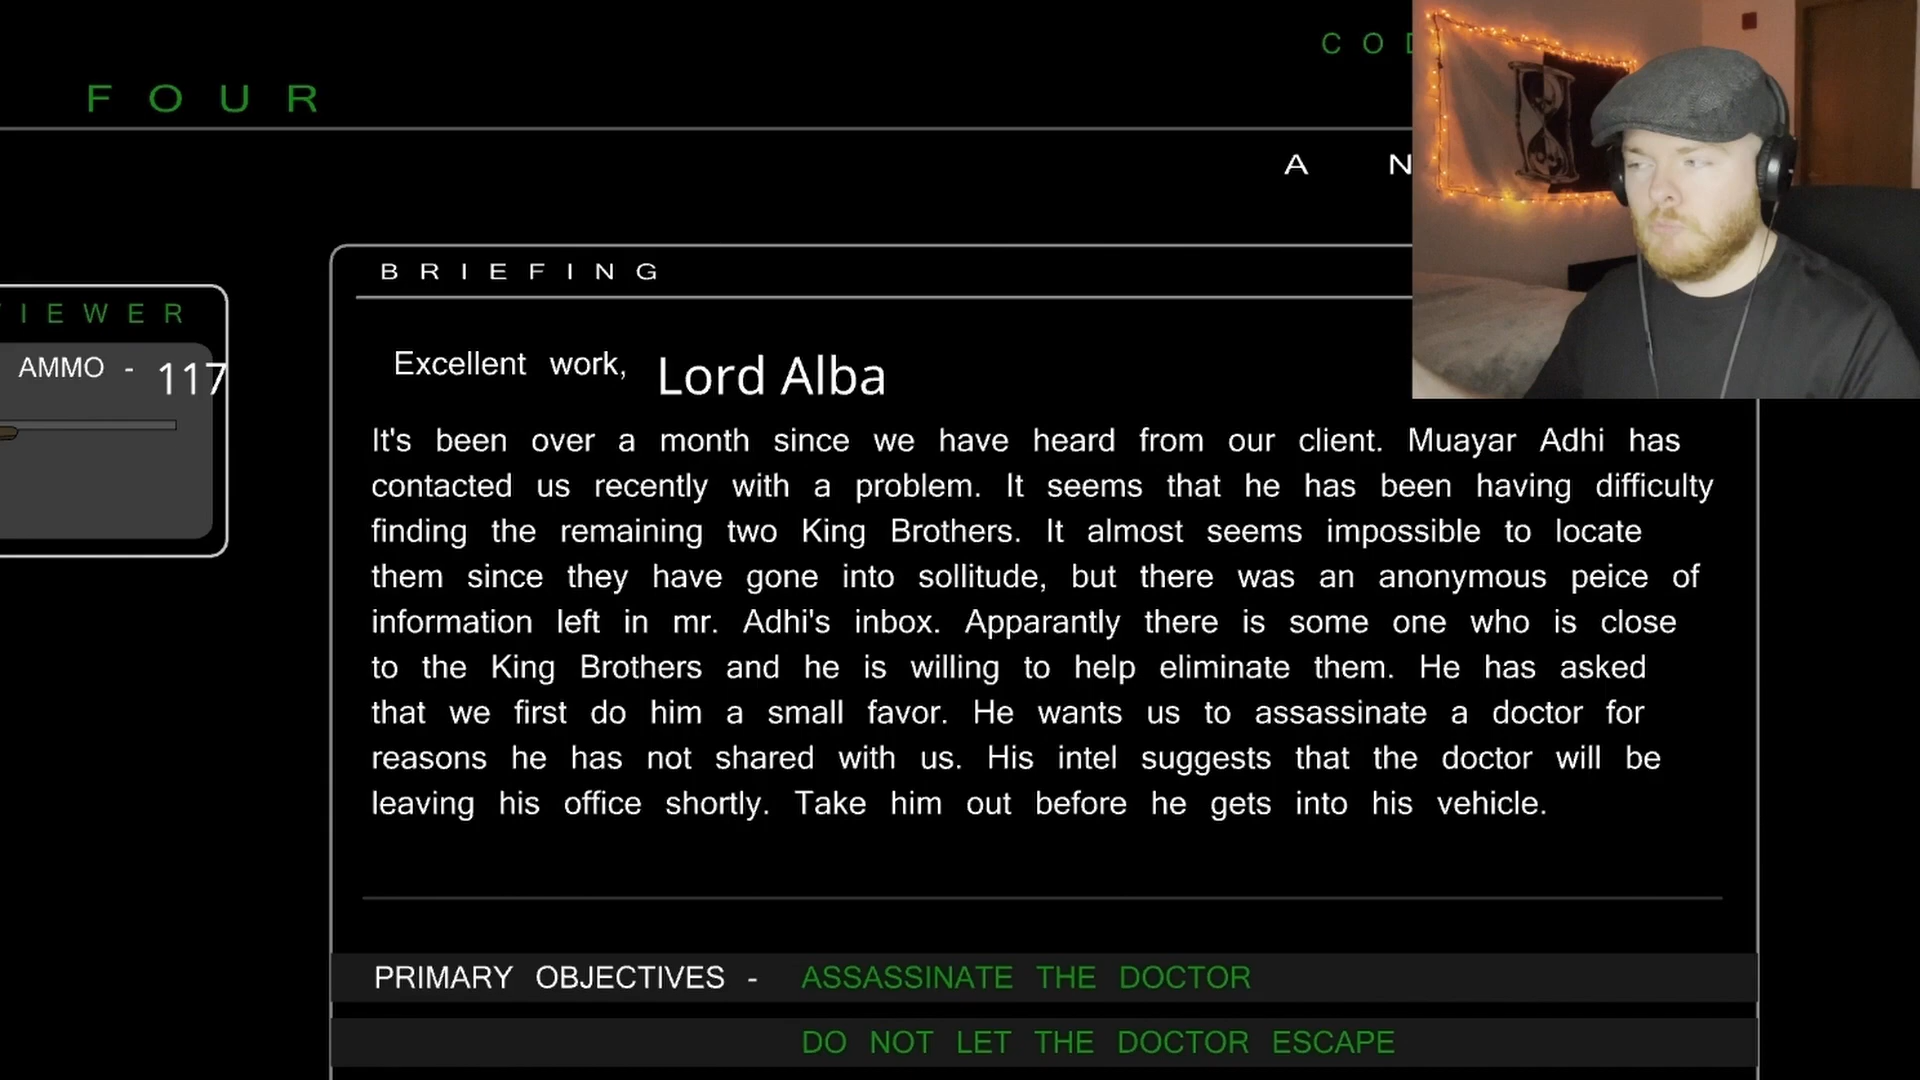 COD
FOUR
A N
BRIEFING
IEWER
AMMO - 117
Excellent work, Lord Alba
It's been over a month since we have heard from our client. Muayar Adhi has
contacted us recently with a problem. It seems that he has been having difficulty
finding the remaining two King Brothers. It almost seems impossible to locate
them since they have gone into sollitude, but there was an anonymous peice of
information left in mr. Adhi's inbox. Apparantly there is some one who is close
to the King Brothers and he is willing to help eliminate them. He has asked
that we first do him a small favor. He wants us to assassinate a doctor for
reasons he has not shared with us. His intel suggests that the doctor will be
leaving his office shortly. Take him out before he gets into his vehicle.
PRIMARY OBJECTIVES - ASSASSINATE THE DOCTOR
DO NOT LET THE DOCTOR ESCAPE